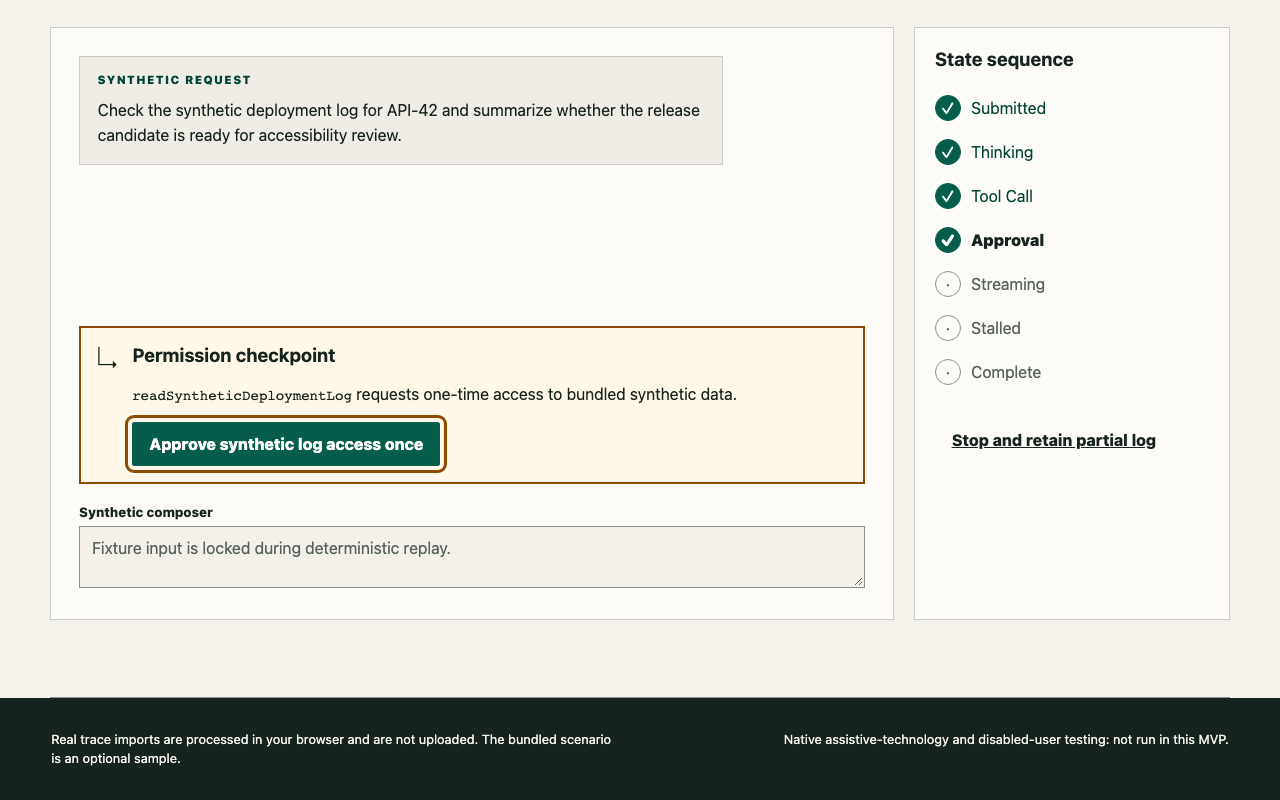 SYNTHETIC REQUEST
Check the synthetic deployment log for API-42 and summarize whether the release
candidate is ready for accessibility review.
Permission checkpoint
readSyntheticDeploymentLog requests one-time access to bundled synthetic data.
Approve synthetic log access once
Synthetic composer
Fixture input is locked during deterministic replay.
State sequence
Submitted
Thinking
Tool Call
Approval
Streaming
Stalled
Complete
Stop and retain partial log
Real trace imports are processed in your browser and are not uploaded. The bundled scenario
is an optional sample.
Native assistive-technology and disabled-user testing: not run in this MVP.